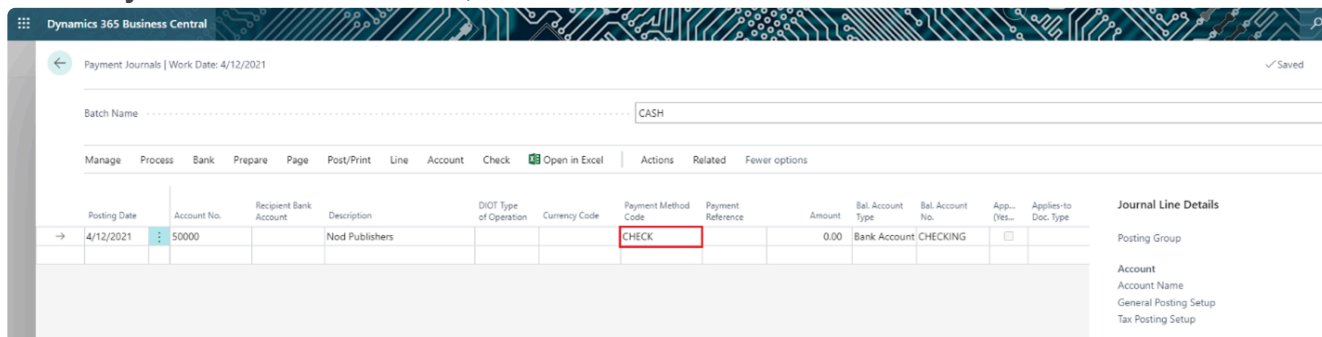 Dynamics 365 Business Central
Payment Journals | Work Date: 4/12/2021
Saved
Batch Name
CASH
Manage Process Bank Prepare Page Post/Print Line Account Check Open in Excel Actions Related Fewer options
Posting Date Account No. Recipient Bank Account Description DIOT Type of Operation Currency Code Payment Method Code Payment Reference Amount Bal. Account Type Bal. Account No. App... (Yes... Applies-to Doc. Type
4/12/2021 50000 Nod Publishers CHECK 0.00 Bank Account CHECKING
Journal Line Details
Posting Group
Account
Account Name
General Posting Setup
Tax Posting Setup